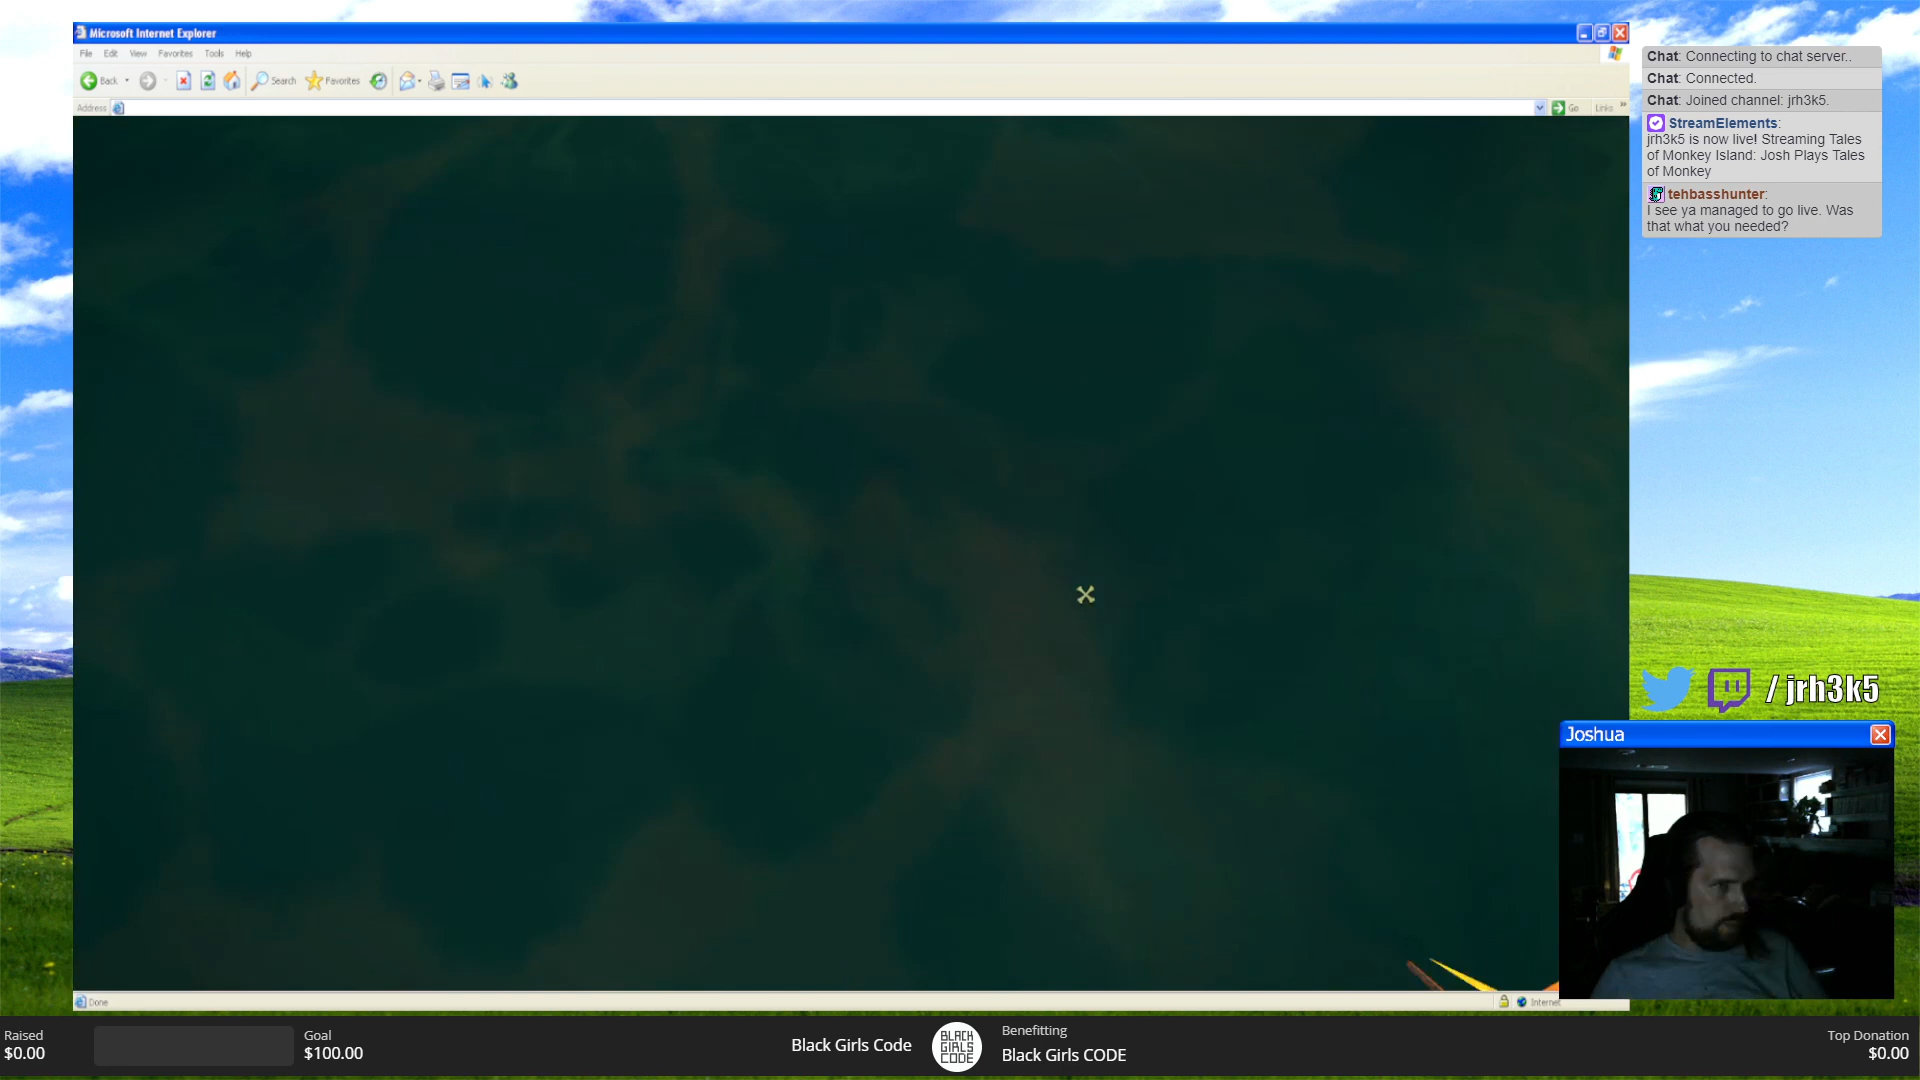 Microsoft Internet Explorer
File Edit View Favorites Tools Help
Back Search Favorites
Address Go Links
Chat: Connecting to chat server..
Chat: Connected.
Chat: Joined channel: jrh3k5.
StreamElements:
jrh3k5 is now live! Streaming Tales
of Monkey Island: Josh Plays Tales
of Monkey
tehbasshunter:
I see ya managed to go live. Was
that what you needed?
/ jrh3k5
Joshua
Done
Internet
Raised
$0.00
Goal
$100.00
Black Girls Code
BLACK
GIRLS
CODE
Benefitting
Black Girls CODE
Top Donation
$0.00